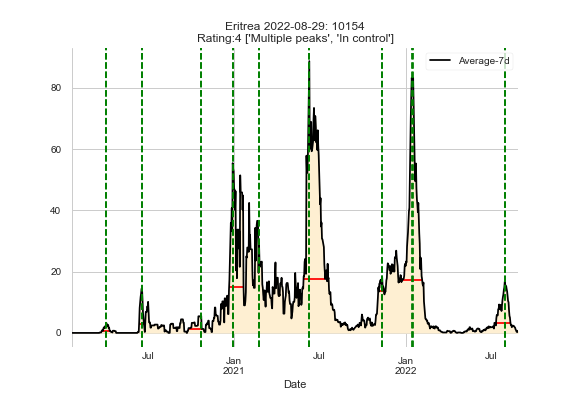 Eritrea 2022-08-29: 10154
Rating:4 ['Multiple peaks', 'In control']
Average-7d
80
60
40
20
0
Jul
Jan
2021
Jul
Jan
2022
Jul
Date